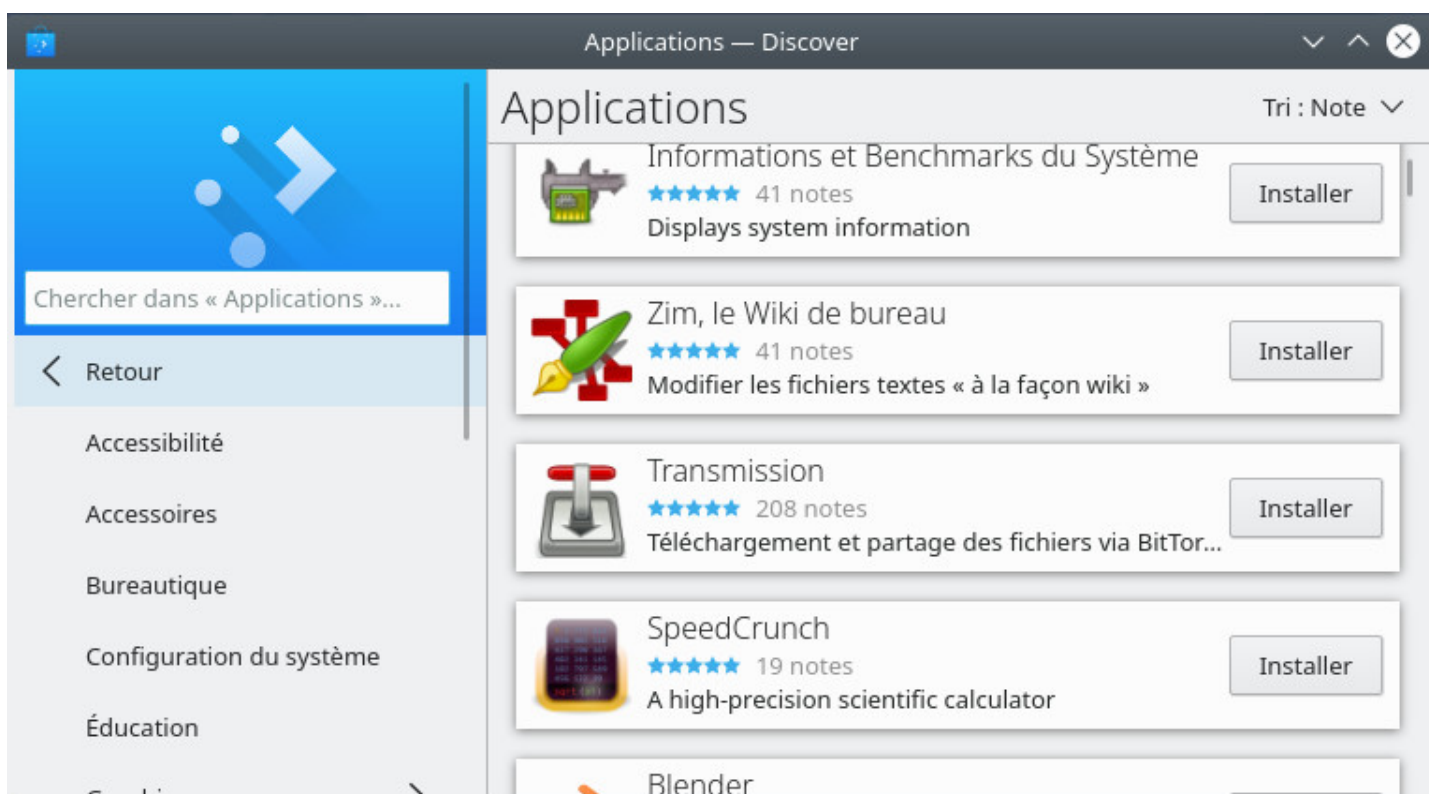 Applications — Discover
Chercher dans « Applications »...
Retour
Accessibilité
Accessoires
Bureautique
Configuration du système
Éducation
Applications
Tri : Note
Informations et Benchmarks du Système
41 notes
Displays system information
Installer
Zim, le Wiki de bureau
41 notes
Modifier les fichiers textes « à la façon wiki »
Installer
Transmission
208 notes
Téléchargement et partage des fichiers via BitTor...
Installer
SpeedCrunch
19 notes
A high-precision scientific calculator
Installer
Blender